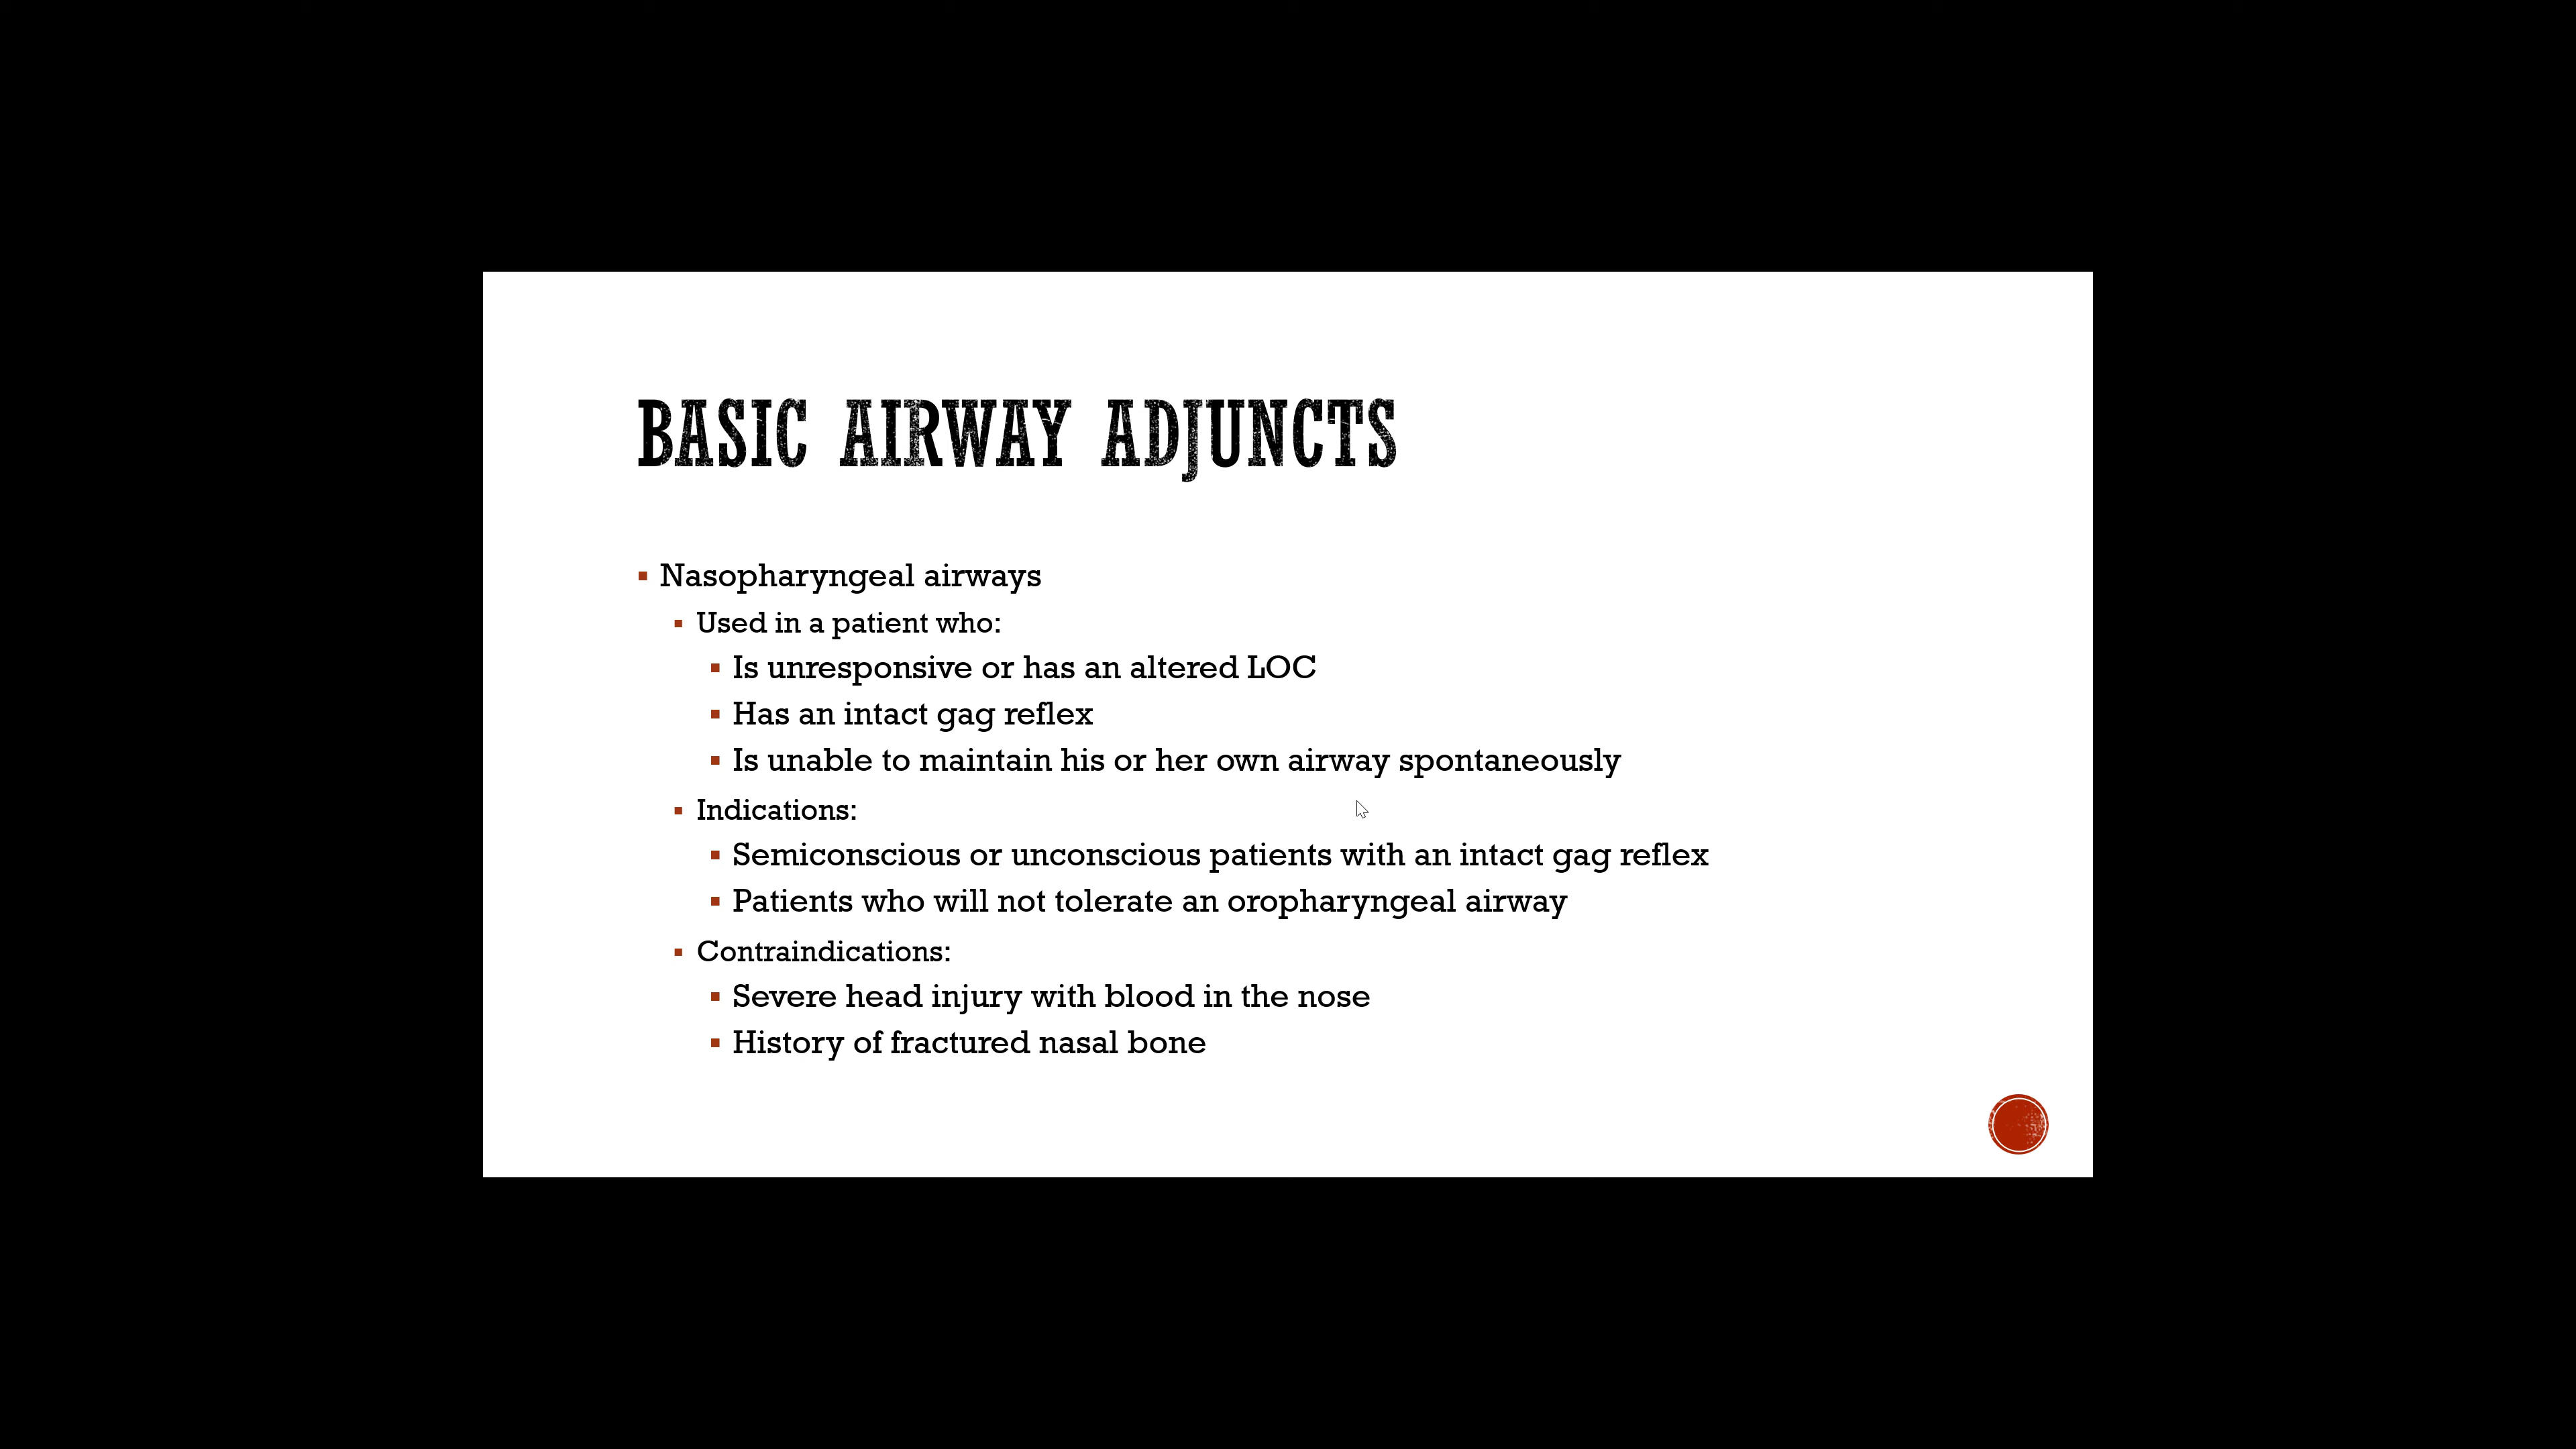 BASIC AIRWAY ADJUNCTS
Nasopharyngeal airways
Used in a patient who:
Is unresponsive or has an altered LOC
Has an intact gag reflex
Is unable to maintain his or her own airway spontaneously
Indications:
Semiconscious or unconscious patients with an intact gag reflex
Patients who will not tolerate an oropharyngeal airway
Contraindications:
Severe head injury with blood in the nose
History of fractured nasal bone